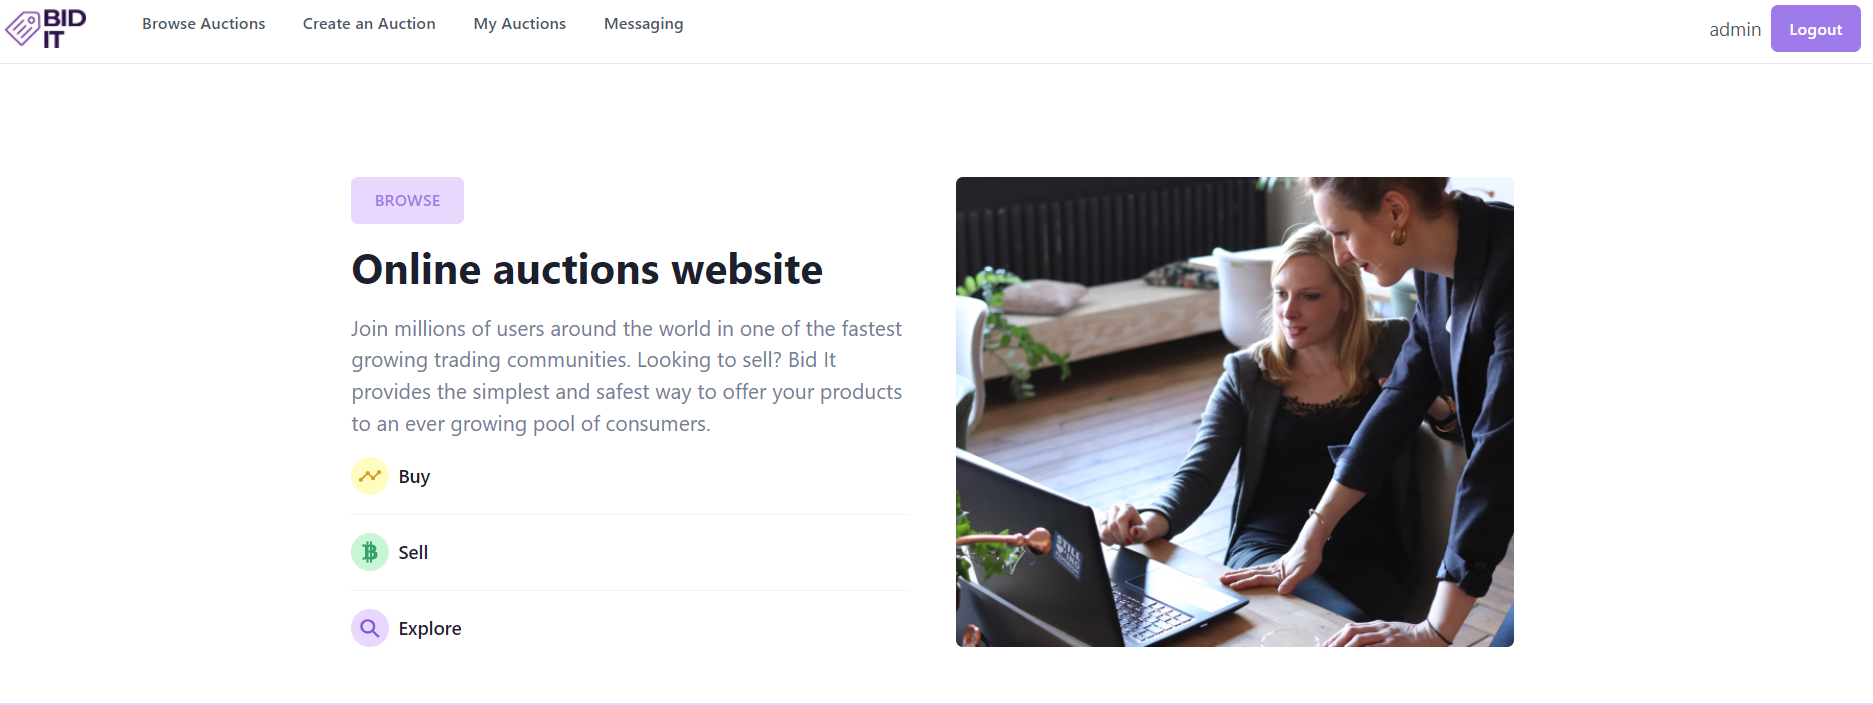 BID
IT
Browse Auctions
Create an Auction
My Auctions
Messaging
admin
Logout
BROWSE
Online auctions website
Join millions of users around the world in one of the fastest
growing trading communities. Looking to sell? Bid It
provides the simplest and safest way to offer your products
to an ever growing pool of consumers.
Buy
Sell
Explore